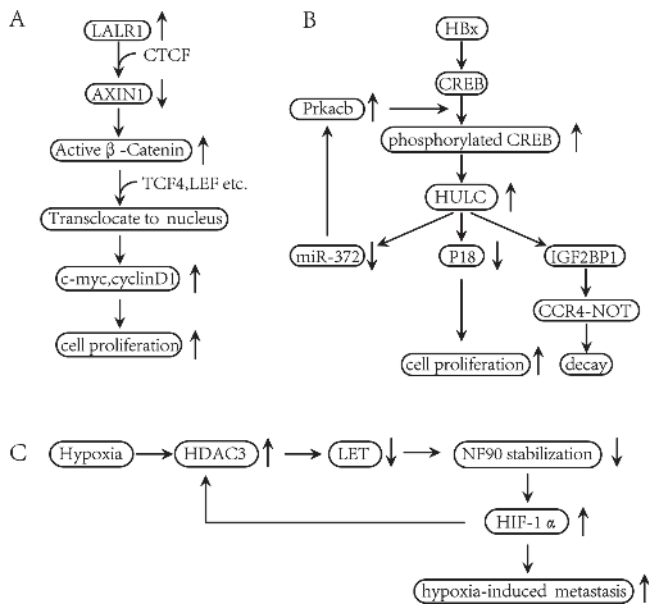 A
LALR1
CTCF
AXIN1
Active β -Catenin
TCF4,LEF etc.
Transclocate to nucleus
c-myc,cyclinD1
cell proliferation
B
HBx
CREB
Prkacb
phosphorylated CREB
HULC
miR-372
P18
IGF2BP1
CCR4-NOT
cell proliferation
decay
C
Hypoxia
HDAC3
LET
NF90 stabilization
HIF-1 α
hypoxia-induced metastasis